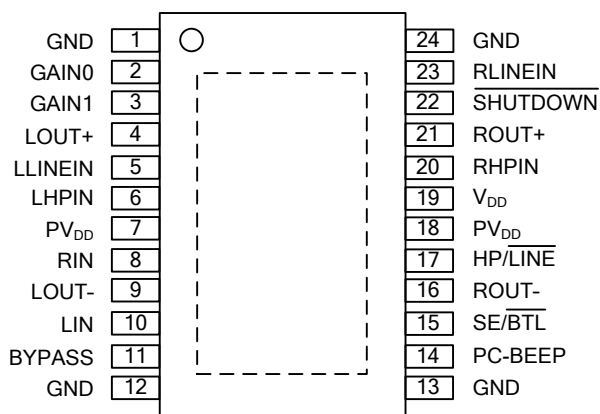 GND 1 24 GND
GAIN0 2 23 RLINEIN
GAIN1 3 22 SHUTDOWN
LOUT+ 4 21 ROUT+
LLINEIN 5 20 RHPIN
LHPIN 6 19 VDD
PVDD 7 18 PVDD
RIN 8 17 HP/LINE
LOUT- 9 16 ROUT-
LIN 10 15 SE/BTL
BYPASS 11 14 PC-BEEP
GND 12 13 GND